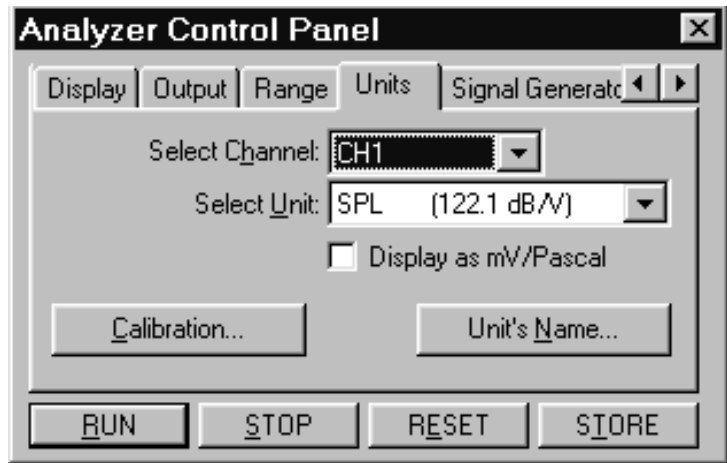 Analyzer Control Panel
Display Output Range Units Signal Generato
Select Channel: CH1
Select Unit: SPL (122.1 dB/V)
Display as mV/Pascal
Calibration... Unit's Name...
RUN STOP RESET STORE